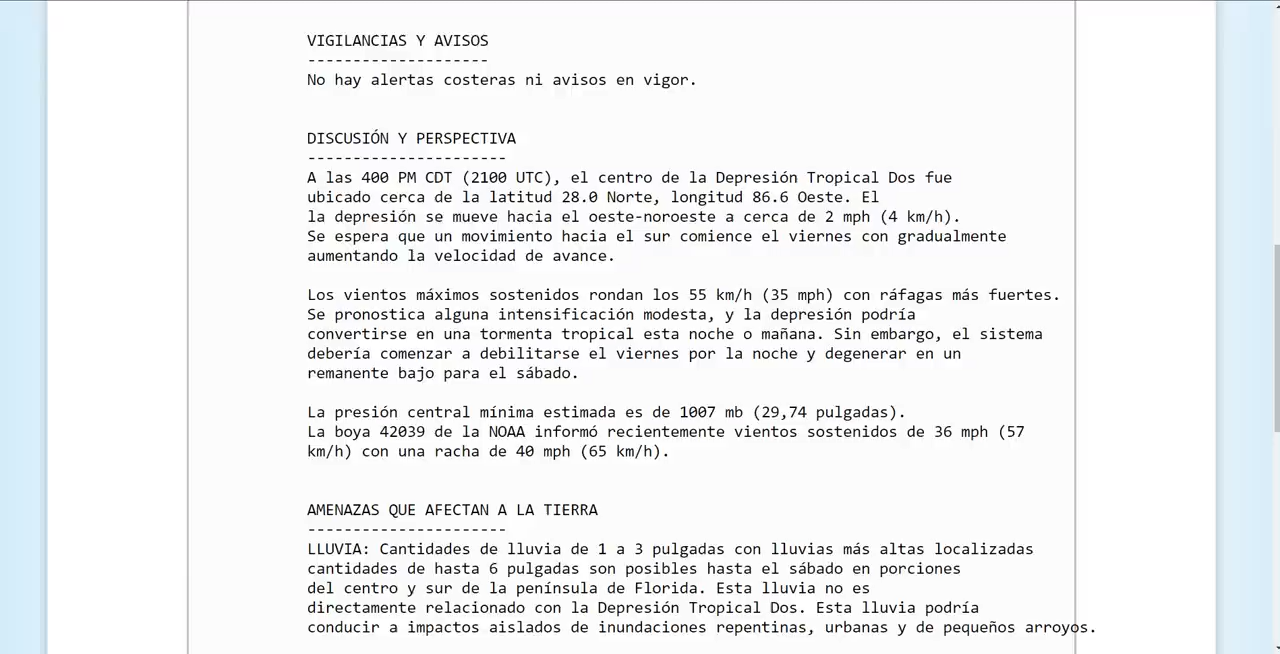 VIGILANCIAS Y AVISOS
--------------------
No hay alertas costeras ni avisos en vigor.
DISCUSIÓN Y PERSPECTIVA
----------------------
A las 400 PM CDT (2100 UTC), el centro de la Depresión Tropical Dos fue
ubicado cerca de la latitud 28.0 Norte, longitud 86.6 Oeste. El
la depresión se mueve hacia el oeste-noroeste a cerca de 2 mph (4 km/h).
Se espera que un movimiento hacia el sur comience el viernes con gradualmente
aumentando la velocidad de avance.
Los vientos máximos sostenidos rondan los 55 km/h (35 mph) con ráfagas más fuertes.
Se pronostica alguna intensificación modesta, y la depresión podría
convertirse en una tormenta tropical esta noche o mañana. Sin embargo, el sistema
debería comenzar a debilitarse el viernes por la noche y degenerar en un
remanente bajo para el sábado.
La presión central mínima estimada es de 1007 mb (29,74 pulgadas).
La boya 42039 de la NOAA informó recientemente vientos sostenidos de 36 mph (57
km/h) con una racha de 40 mph (65 km/h).
AMENAZAS QUE AFECTAN A LA TIERRA
----------------------
LLUVIA: Cantidades de lluvia de 1 a 3 pulgadas con lluvias más altas localizadas
cantidades de hasta 6 pulgadas son posibles hasta el sábado en porciones
del centro y sur de la península de Florida. Esta lluvia no es
directamente relacionado con la Depresión Tropical Dos. Esta lluvia podría
conducir a impactos aislados de inundaciones repentinas, urbanas y de pequeños arroyos.